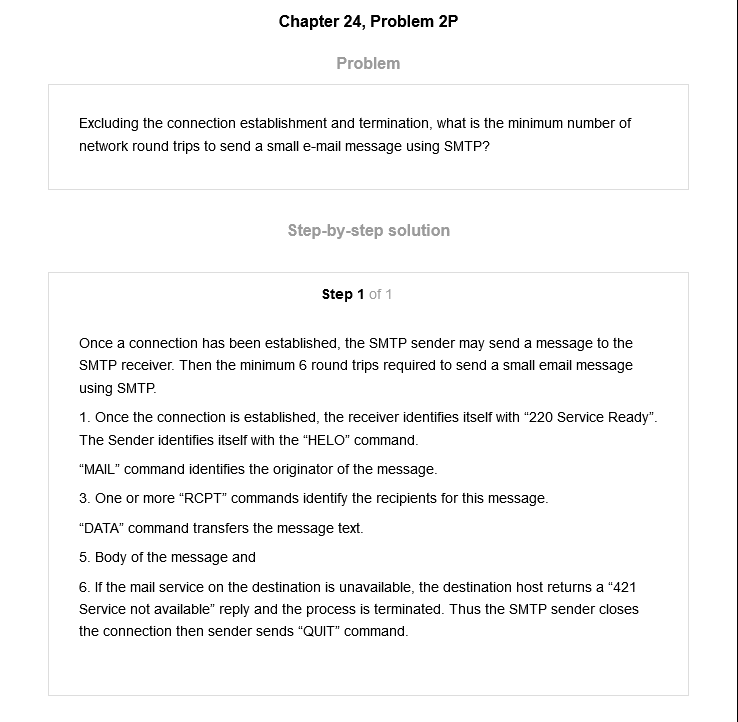 Chapter 24, Problem 2P
Problem
Excluding the connection establishment and termination, what is the minimum number of
network round trips to send a small e-mail message using SMTP?
Step-by-step solution
Step 1 of 1
Once a connection has been established, the SMTP sender may send a message to the
SMTP receiver. Then the minimum 6 round trips required to send a small email message
using SMTP.
1. Once the connection is established, the receiver identifies itself with “220 Service Ready”.
The Sender identifies itself with the “HELO” command.
“MAIL” command identifies the originator of the message.
3. One or more “RCPT” commands identify the recipients for this message.
“DATA” command transfers the message text.
5. Body of the message and
6. If the mail service on the destination is unavailable, the destination host returns a “421
Service not available” reply and the process is terminated. Thus the SMTP sender closes
the connection then sender sends “QUIT” command.